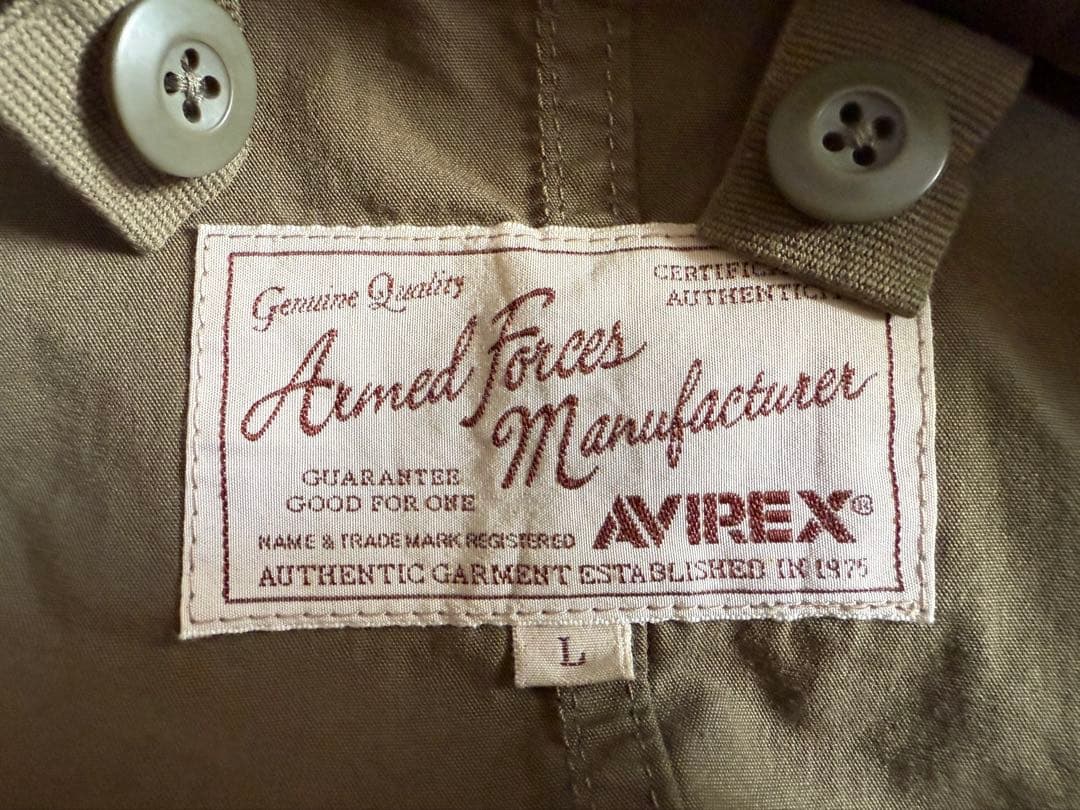 Genuine Quality
AUTHENTICITY
Armed Forces
Manufacturer
GUARANTEE
GOOD FOR ONE
AVIREX®
NAME & TRADE MARK REGISTERED
AUTHENTIC GARMENT ESTABLISHED IN 1975
L